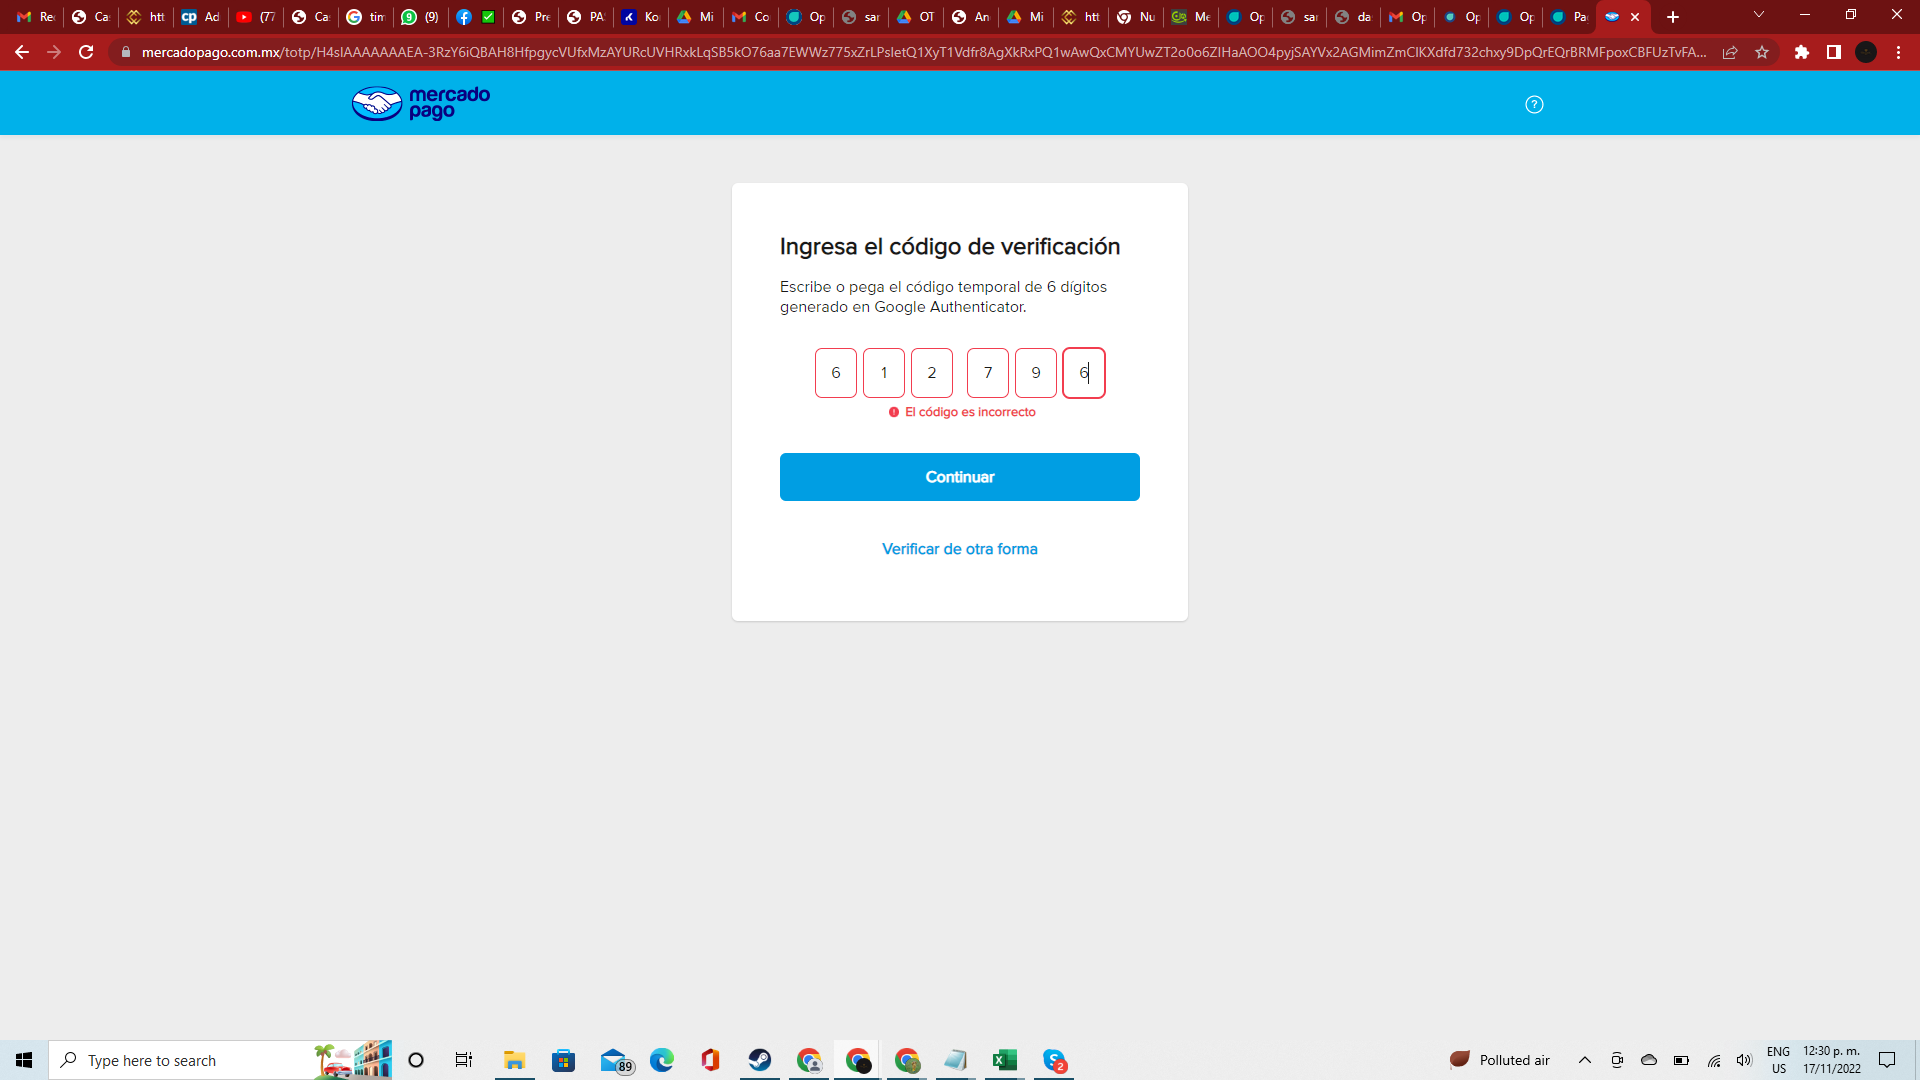 Re Ca: htt Ad (77 Ca: tim (9) Pre PA' Ko Mi Co Op sar OT An Mi htt Nu Me Op sar da Op Op Op Pa
mercadopago.com.mx
mercado
pago
?
Ingresa el código de verificación
Escribe o pega el código temporal de 6 dígitos
generado en Google Authenticator.
6 1 2 7 9 6
El código es incorrecto
Continuar
Verificar de otra forma
Type here to search
89
2
Polluted air
ENG
US
12:30 p. m.
17/11/2022